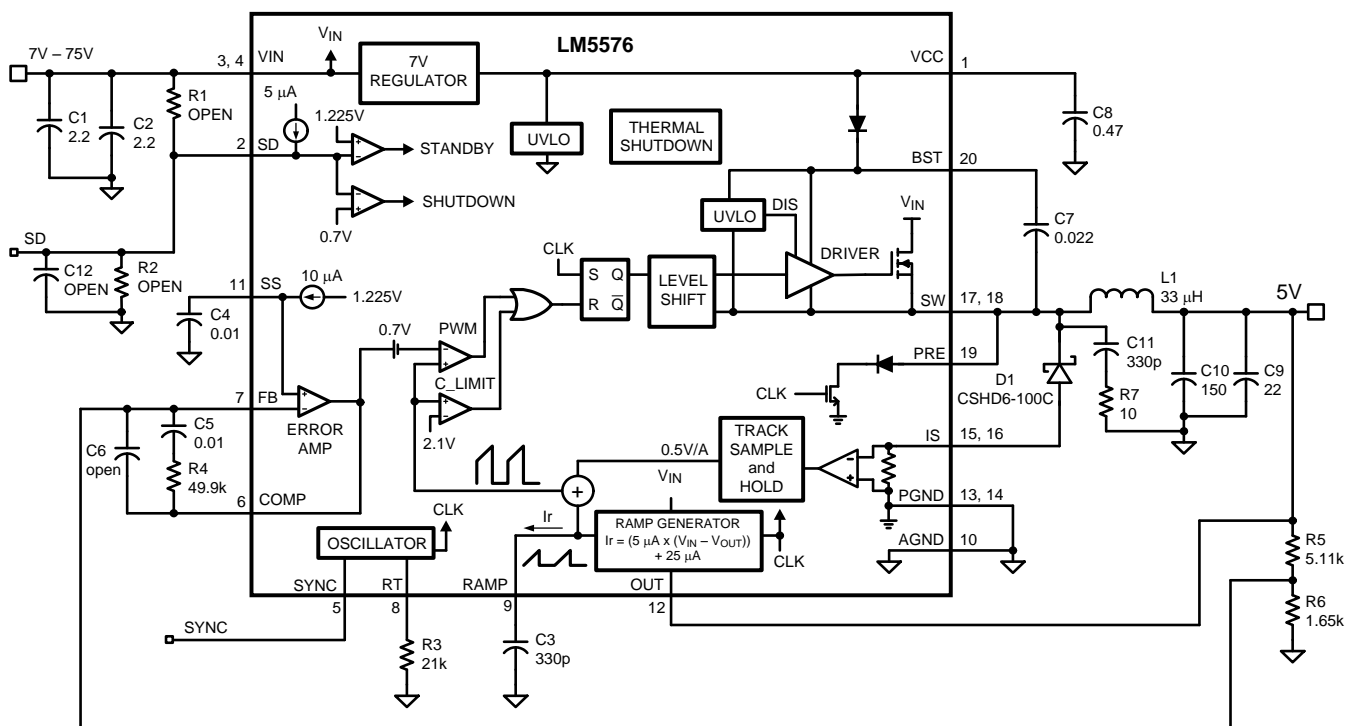 LM5576
7V – 75V
3, 4
VIN
VIN
7V
REGULATOR
VCC
1
C1
2.2
C2
2.2
R1
OPEN
5 µA
1.225V
2
SD
STANDBY
SHUTDOWN
0.7V
UVLO
THERMAL
SHUTDOWN
C8
0.47
BST
20
UVLO
DIS
VIN
DRIVER
C7
0.022
SD
C12
OPEN
R2
OPEN
11
SS
10 µA
1.225V
C4
0.01
CLK
S
Q
R
Q
LEVEL
SHIFT
SW
17, 18
L1
33 µH
5V
0.7V
PWM
C_LIMIT
2.1V
PRE
19
CLK
C11
330p
R7
10
D1
CSHD6-100C
C10
150
C9
22
7
FB
ERROR
AMP
C5
0.01
C6
open
R4
49.9k
6
COMP
0.5V/A
TRACK
SAMPLE
and
HOLD
IS
15, 16
PGND
13, 14
AGND
10
+
VIN
Ir
RAMP GENERATOR
Ir = (5 µA x (VIN – VOUT))
+ 25 µA
CLK
CLK
OSCILLATOR
SYNC
5
RT
8
RAMP
9
OUT
12
SYNC
R3
21k
C3
330p
R5
5.11k
R6
1.65k